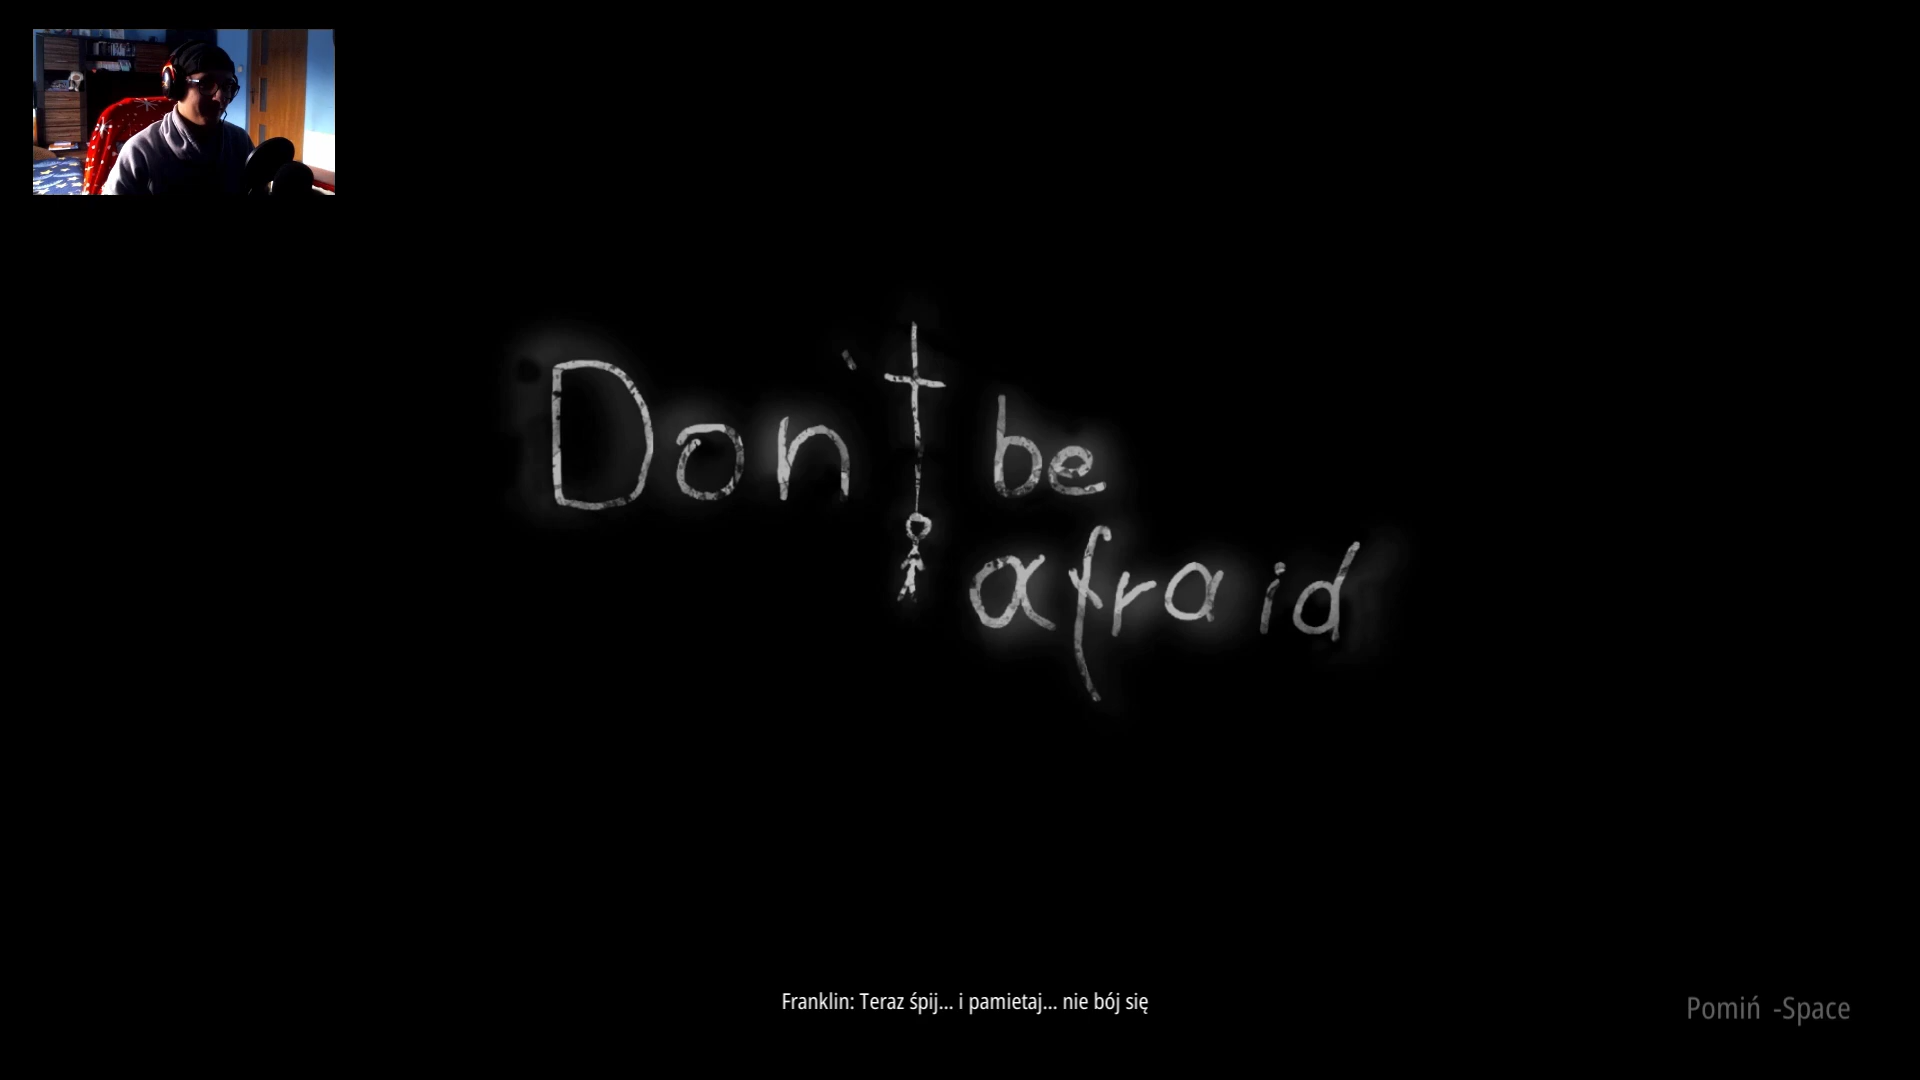 Don't be
afraid
Franklin: Teraz śpij... i pamietaj... nie bój się
Pomiń -Space